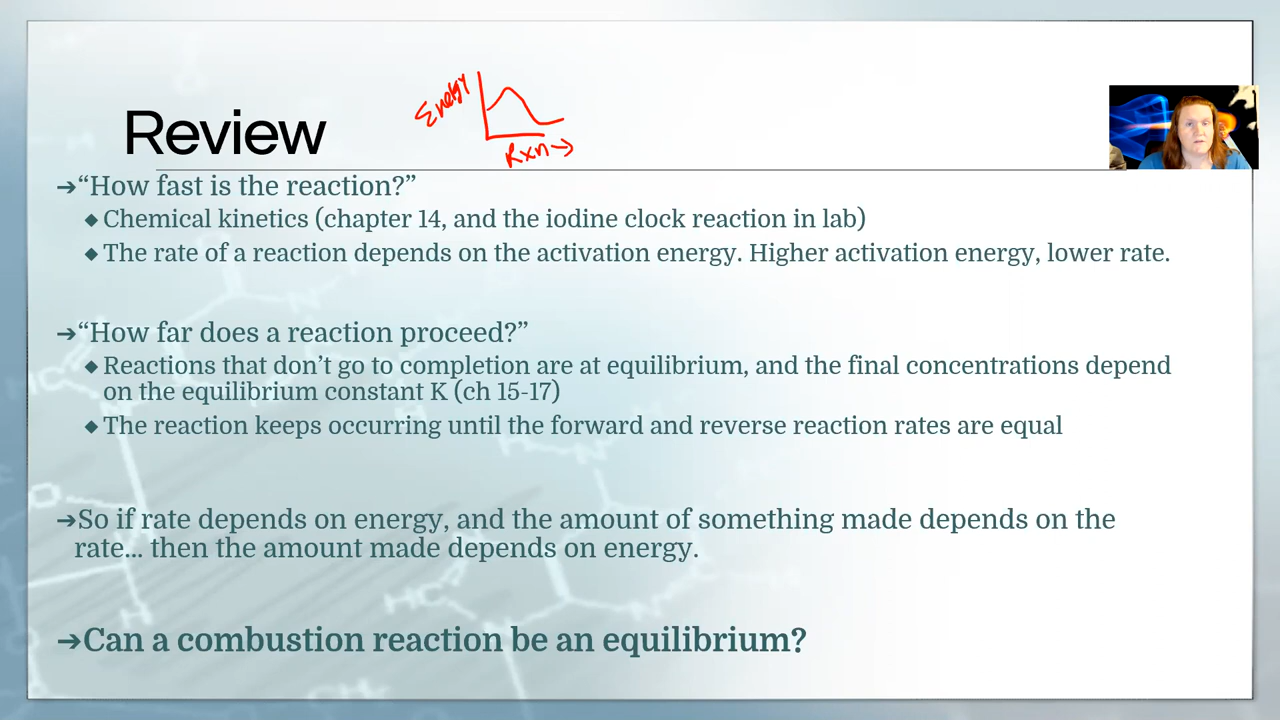 Energy
Rxn →
Review
➔“How fast is the reaction?”
◆Chemical kinetics (chapter 14, and the iodine clock reaction in lab)
◆The rate of a reaction depends on the activation energy. Higher activation energy, lower rate.
➔“How far does a reaction proceed?”
◆Reactions that don’t go to completion are at equilibrium, and the final concentrations depend
on the equilibrium constant K (ch 15-17)
◆The reaction keeps occurring until the forward and reverse reaction rates are equal
➔So if rate depends on energy, and the amount of something made depends on the
rate... then the amount made depends on energy.
➔Can a combustion reaction be an equilibrium?